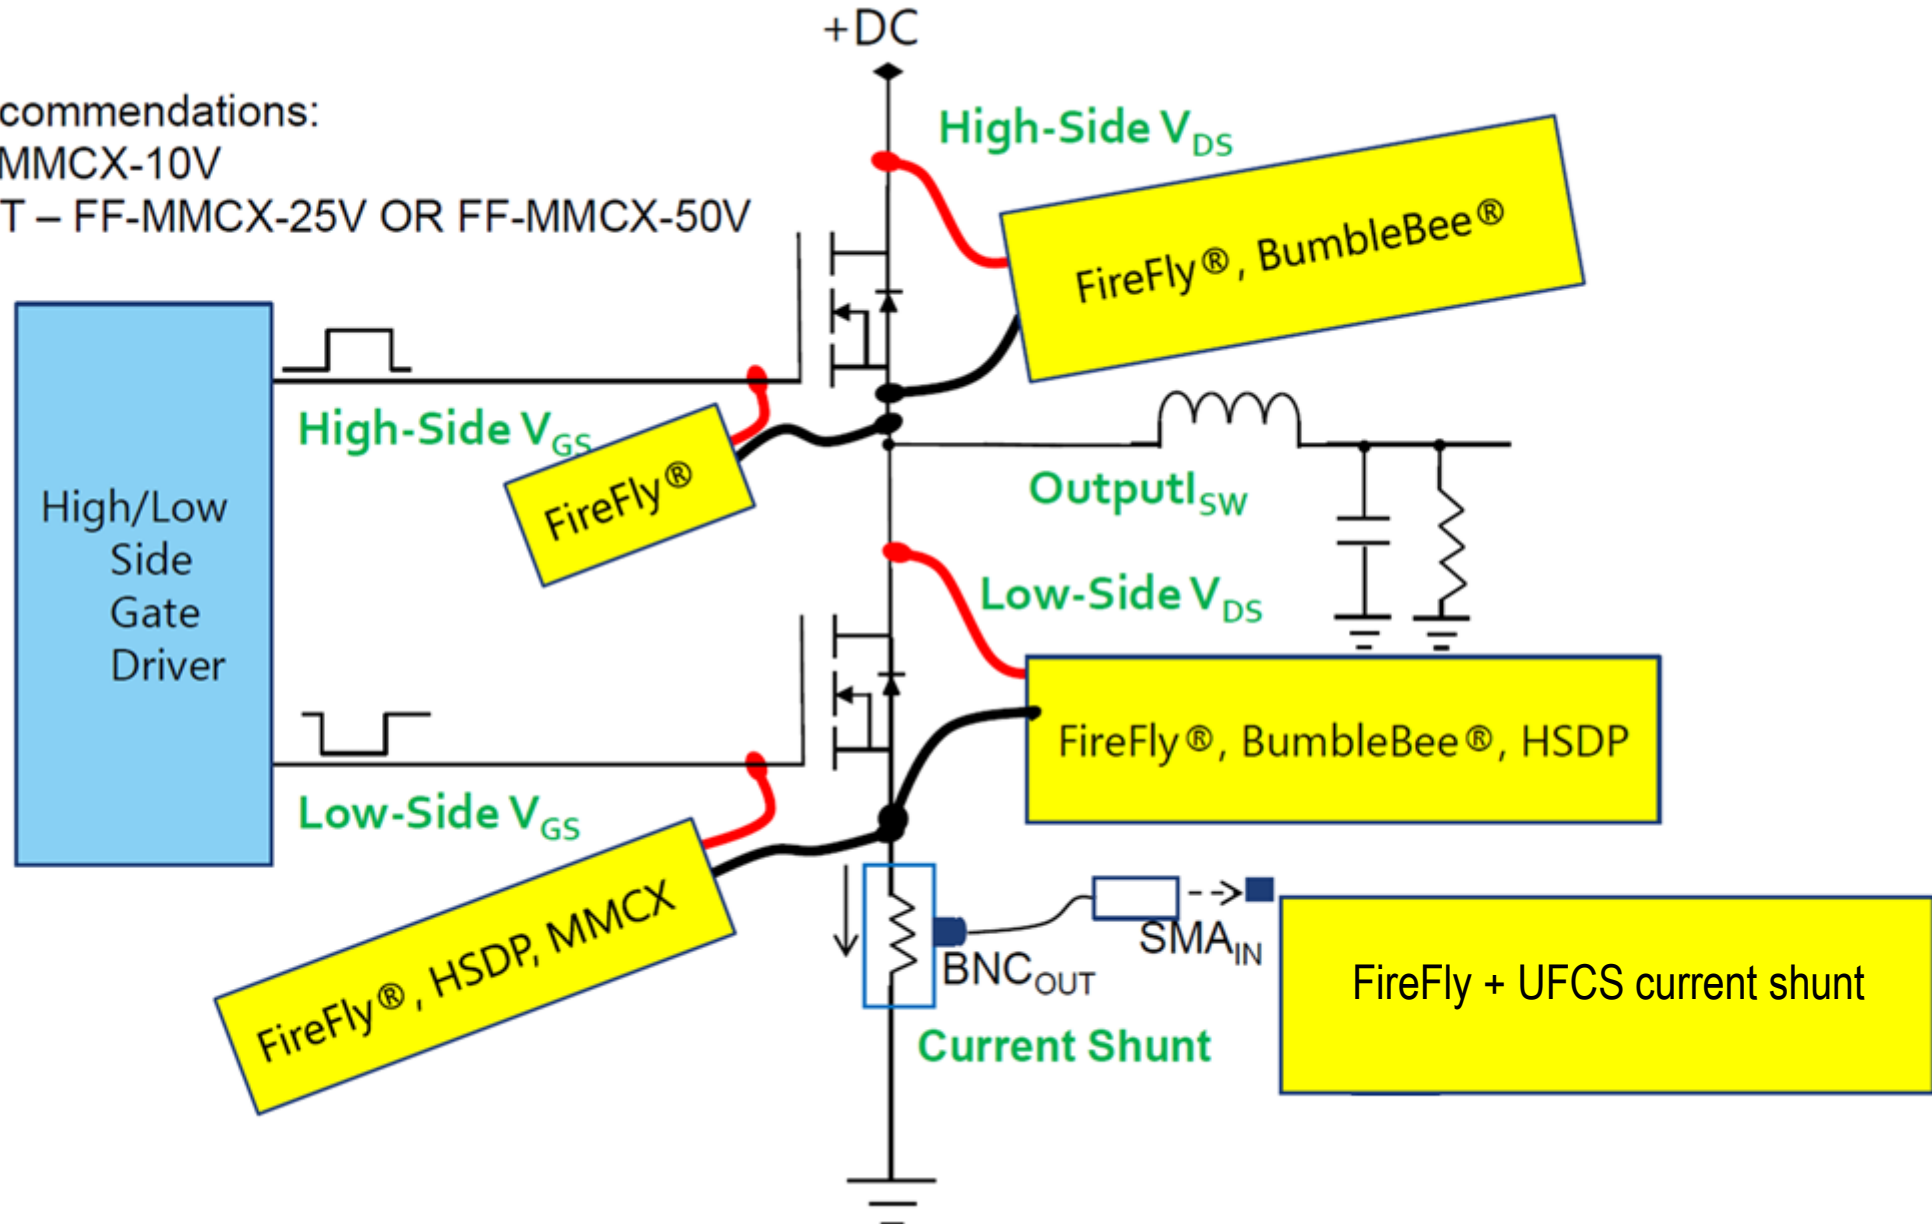 +DC
commendations:
MMCX-10V
T – FF-MMCX-25V OR FF-MMCX-50V
High-Side VDS
FireFly®, BumbleBee®
High-Side VGS
FireFly®
High/Low
Side
Gate
Driver
OutputISW
Low-Side VDS
FireFly®, BumbleBee®, HSDP
Low-Side VGS
FireFly®, HSDP, MMCX
BNCOUT
SMAIN
FireFly + UFCS current shunt
Current Shunt